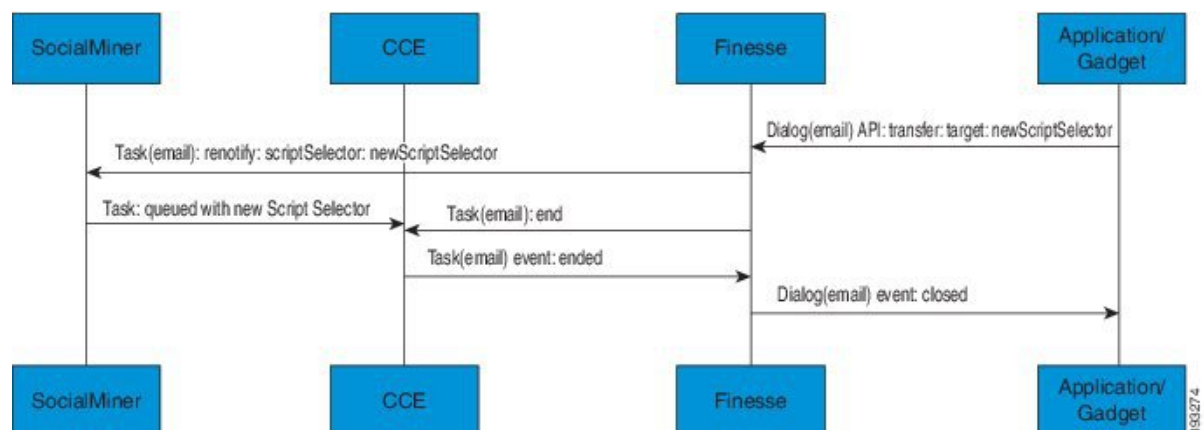 SocialMiner
CCE
Finesse
Application/
Gadget
Dialog(email) API: transfer: target: newScriptSelector
Task(email): renotify: scriptSelector: newScriptSelector
Task: queued with new Script Selector
Task(email): end
Task(email) event: ended
Dialog(email) event: closed
SocialMiner
CCE
Finesse
Application/
Gadget